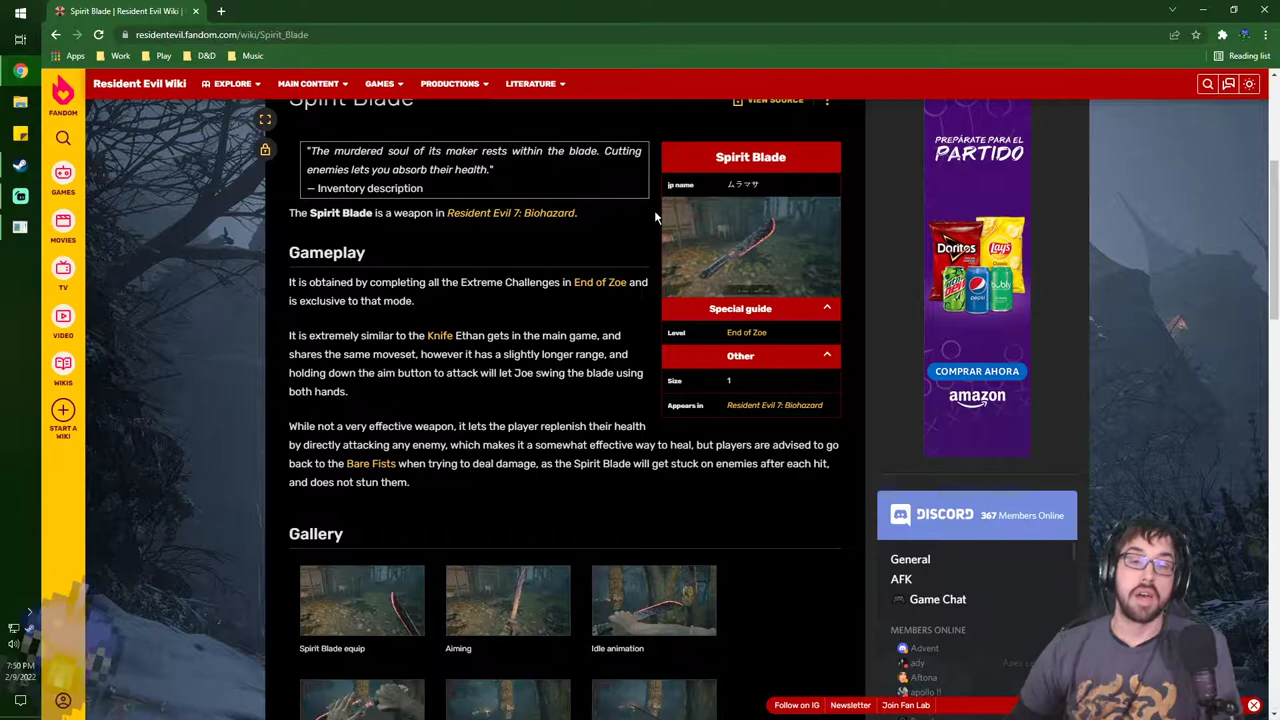 Spirit Blade | Resident Evil Wiki |
residentevil.fandom.com/wiki/Spirit_Blade
Apps
Work
Play
D&D
Music
Reading list
FANDOM
GAMES
MOVIES
TV
VIDEO
WIKIS
START A
WIKI
Resident Evil Wiki
EXPLORE
MAIN CONTENT
GAMES
PRODUCTIONS
LITERATURE
Spirit Blade
VIEW SOURCE
"The murdered soul of its maker rests within the blade. Cutting
enemies lets you absorb their health."
— Inventory description
The Spirit Blade is a weapon in Resident Evil 7: Biohazard.
Gameplay
It is obtained by completing all the Extreme Challenges in End of Zoe and
is exclusive to that mode.
It is extremely similar to the Knife Ethan gets in the main game, and
shares the same moveset, however it has a slightly longer range, and
holding down the aim button to attack will let Joe swing the blade using
both hands.
While not a very effective weapon, it lets the player replenish their health
by directly attacking any enemy, which makes it a somewhat effective way to heal, but players are advised to go
back to the Bare Fists when trying to deal damage, as the Spirit Blade will get stuck on enemies after each hit,
and does not stun them.
Gallery
Spirit Blade equip
Aiming
Idle animation
Spirit Blade
jp name ムラマサ
Special guide
Level End of Zoe
Other
Size 1
Appears in Resident Evil 7: Biohazard
PREPÁRATE PARA EL
PARTIDO
Doritos
Lay's
pepsi
bubly
COMPRAR AHORA
amazon
DISCORD 367 Members Online
General
AFK
Game Chat
MEMBERS ONLINE
Advent
ady
Aftona
apollo !!
Follow on IG
Newsletter
Join Fan Lab
7:50 PM
2/9/2022